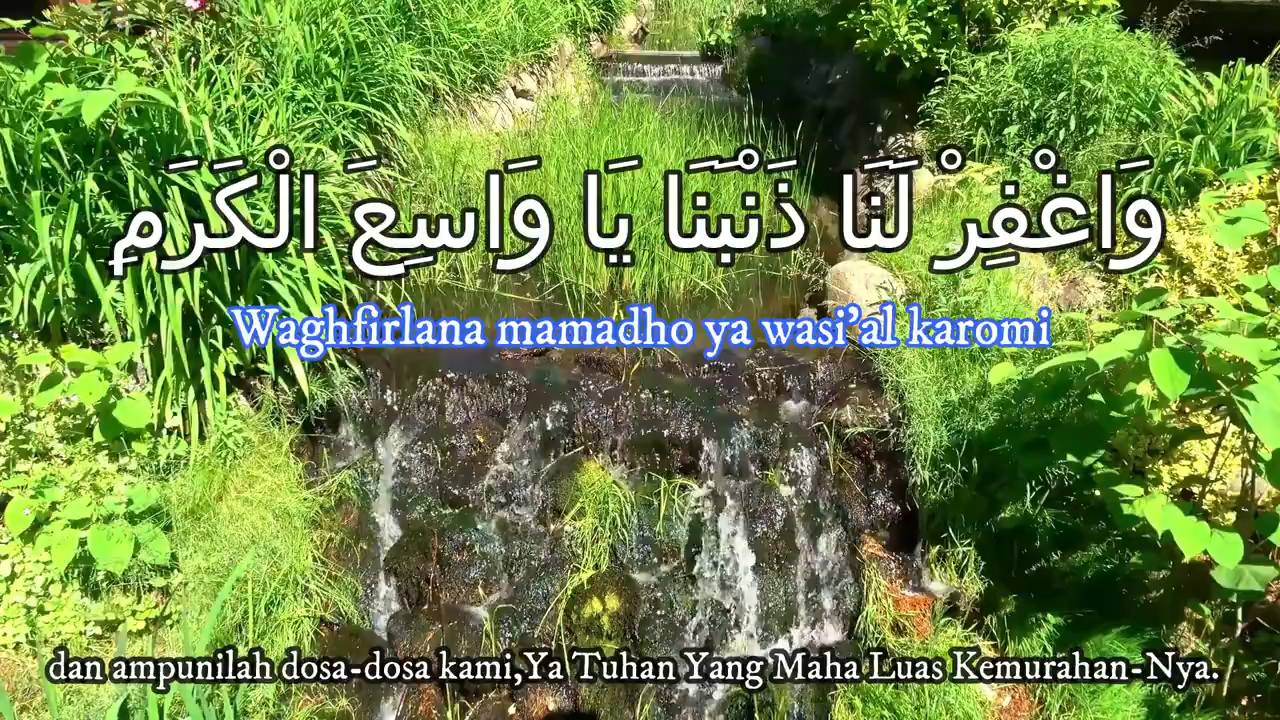 وَاغْفِرْ لَنَا ذَنْبَنَا يَا وَاسِعَ الْكَرَمِ
Waghfirlana mamadho ya wasi’al karomi
dan ampunilah dosa-dosa kami,Ya Tuhan Yang Maha Luas Kemurahan-Nya.